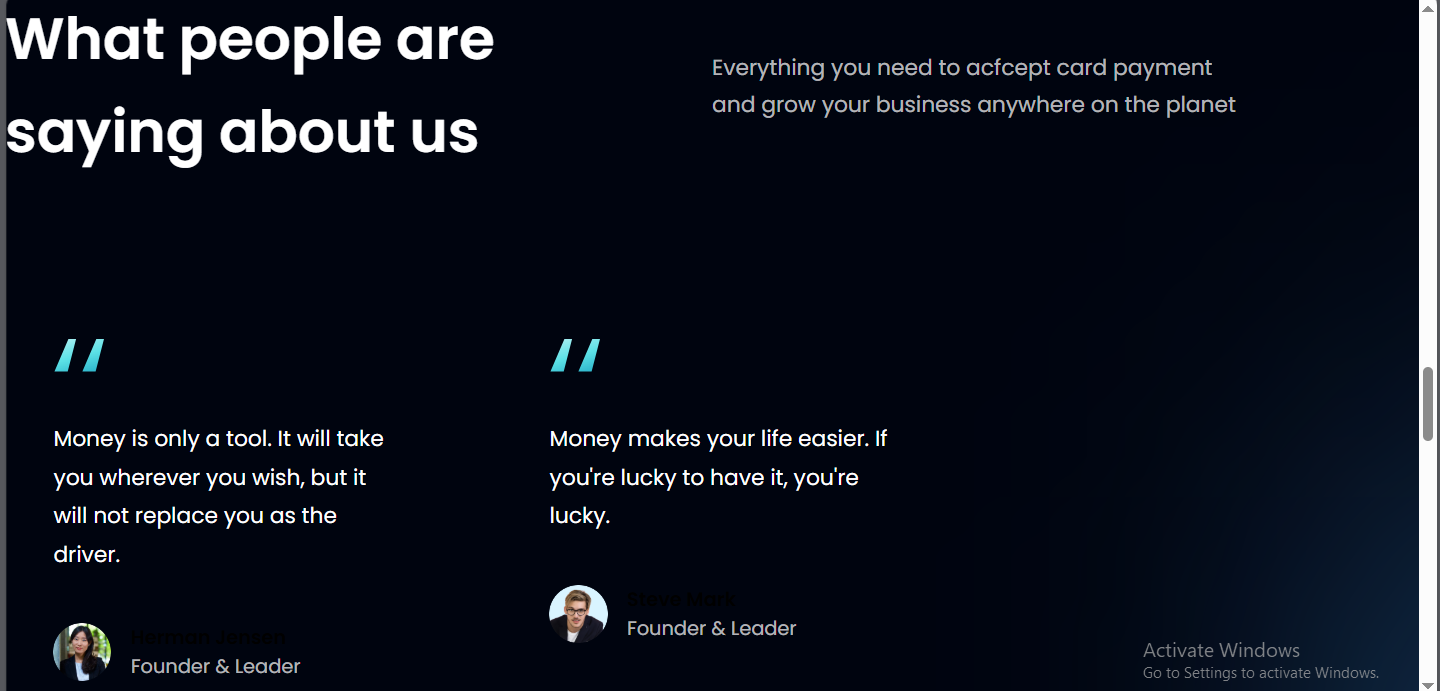 What people are
saying about us
Everything you need to acfcept card payment
and grow your business anywhere on the planet
Money is only a tool. It will take
you wherever you wish, but it
will not replace you as the
driver.
Herman Jensen
Founder & Leader
Money makes your life easier. If
you're lucky to have it, you're
lucky.
Steve Mark
Founder & Leader
Activate Windows
Go to Settings to activate Windows.